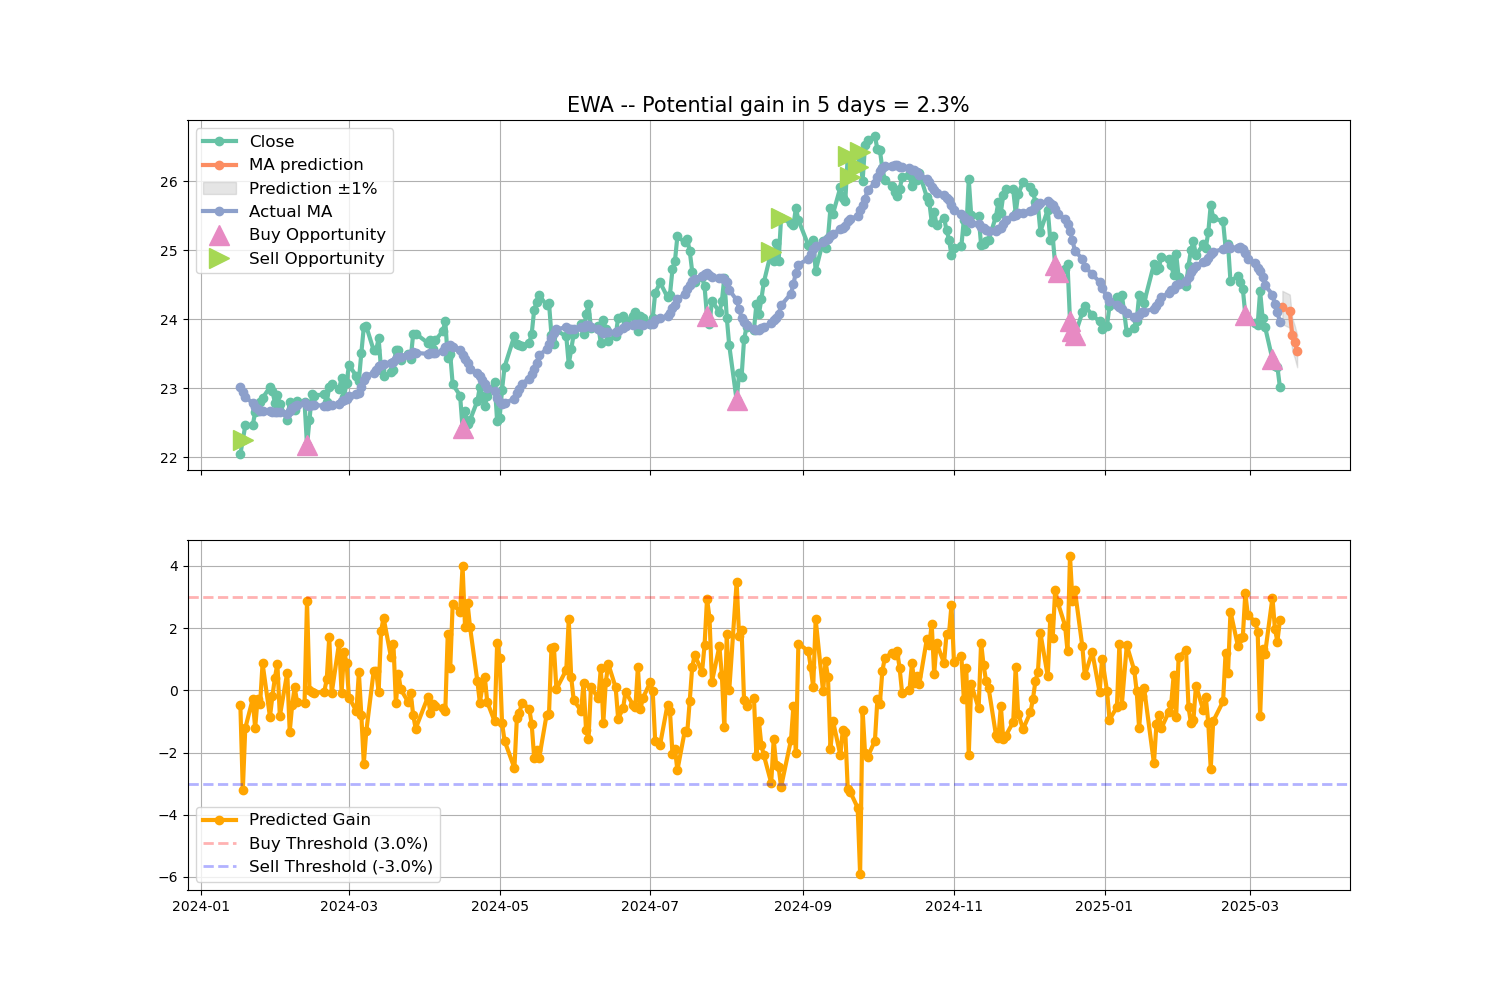 EWA -- Potential gain in 5 days = 2.3%
Close
MA prediction
Prediction ±1%
Actual MA
Buy Opportunity
Sell Opportunity
26
25
24
23
22
4
2
0
−2
−4
−6
Predicted Gain
Buy Threshold (3.0%)
Sell Threshold (-3.0%)
2024-01 2024-03 2024-05 2024-07 2024-09 2024-11 2025-01 2025-03